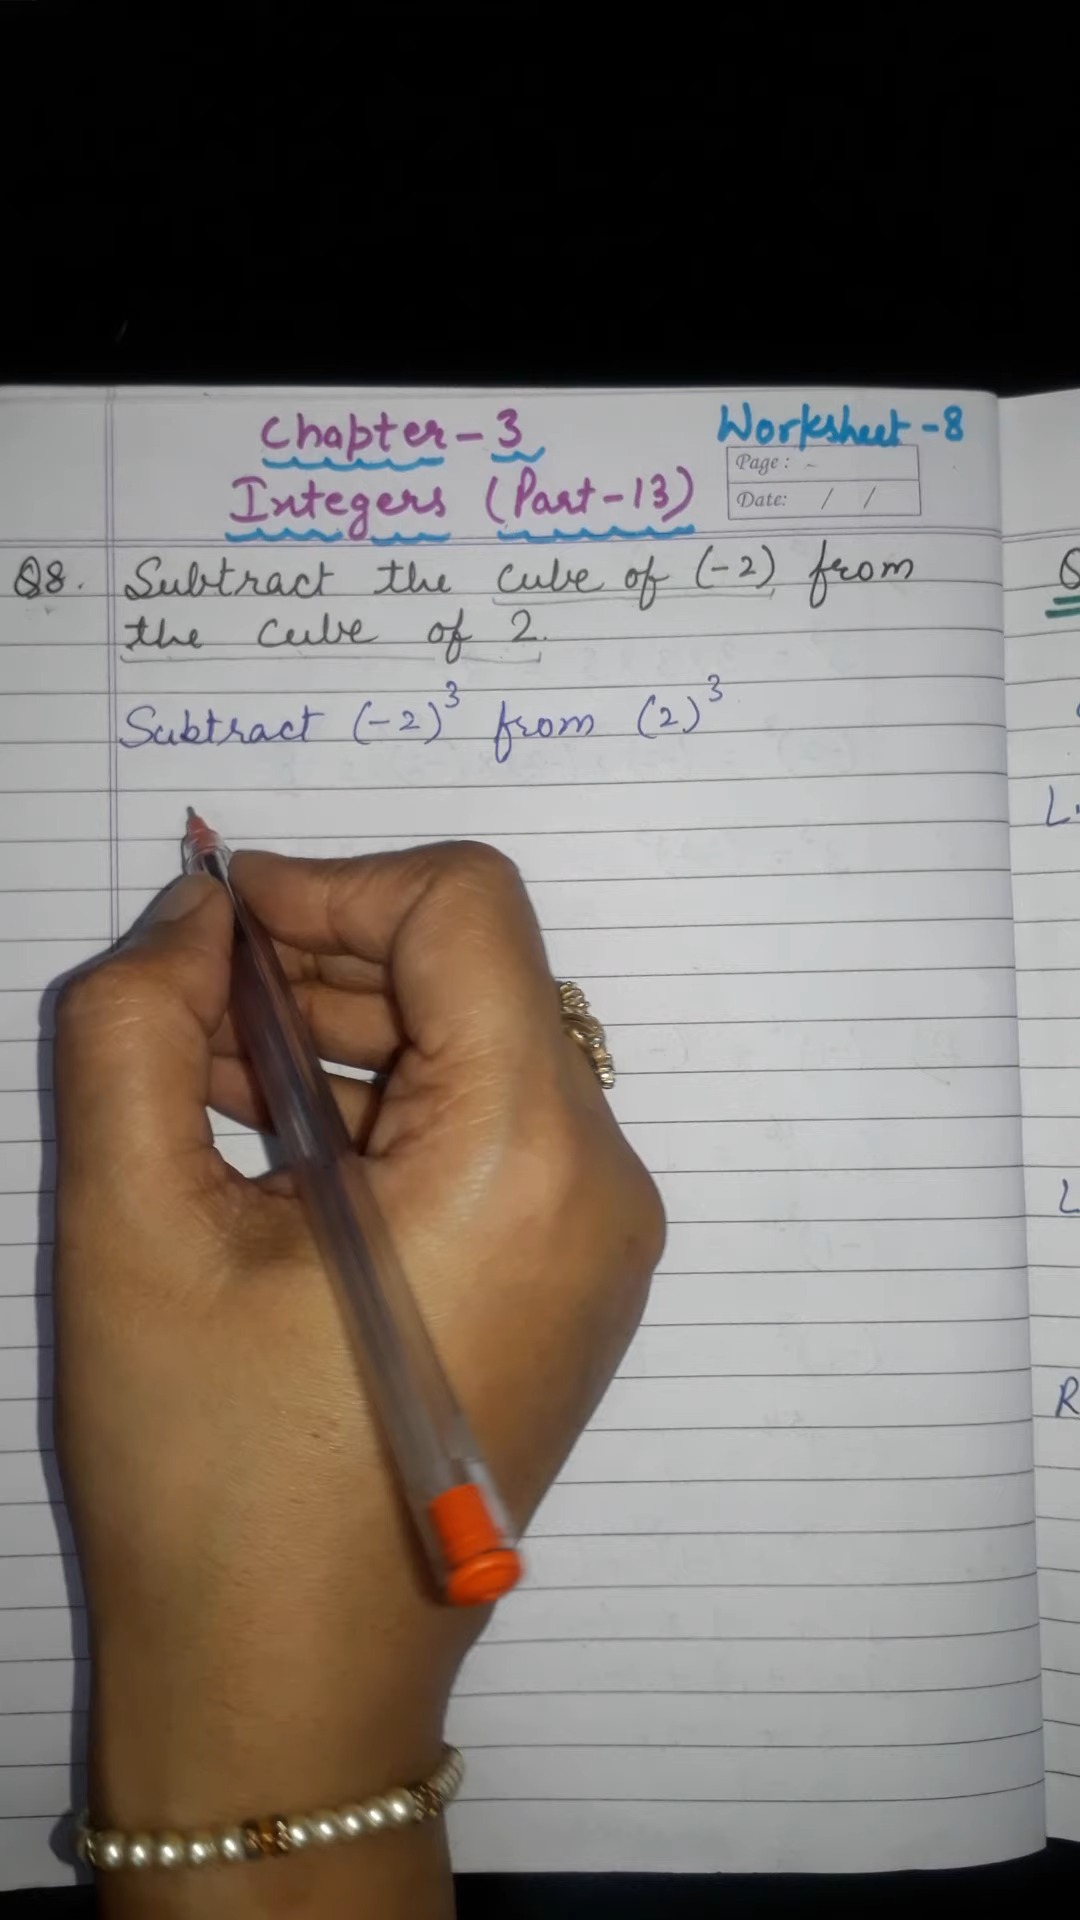 Chapter-3
Worksheet-8
Page: ~
Integers (Part-13)
Date: / /
Q8. Subtract the cube of (-2) from
the cube of 2.
Subtract (-2)³ from (2)³
L
L
R